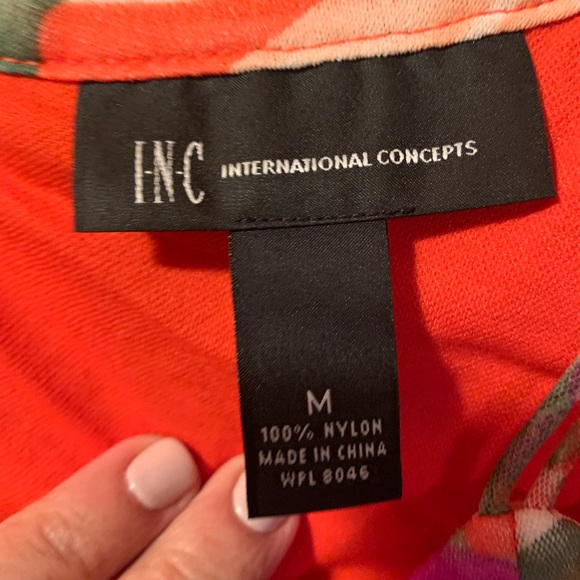 I·N·C INTERNATIONAL CONCEPTS
M
100% NYLON
MADE IN CHINA
WPL 8046